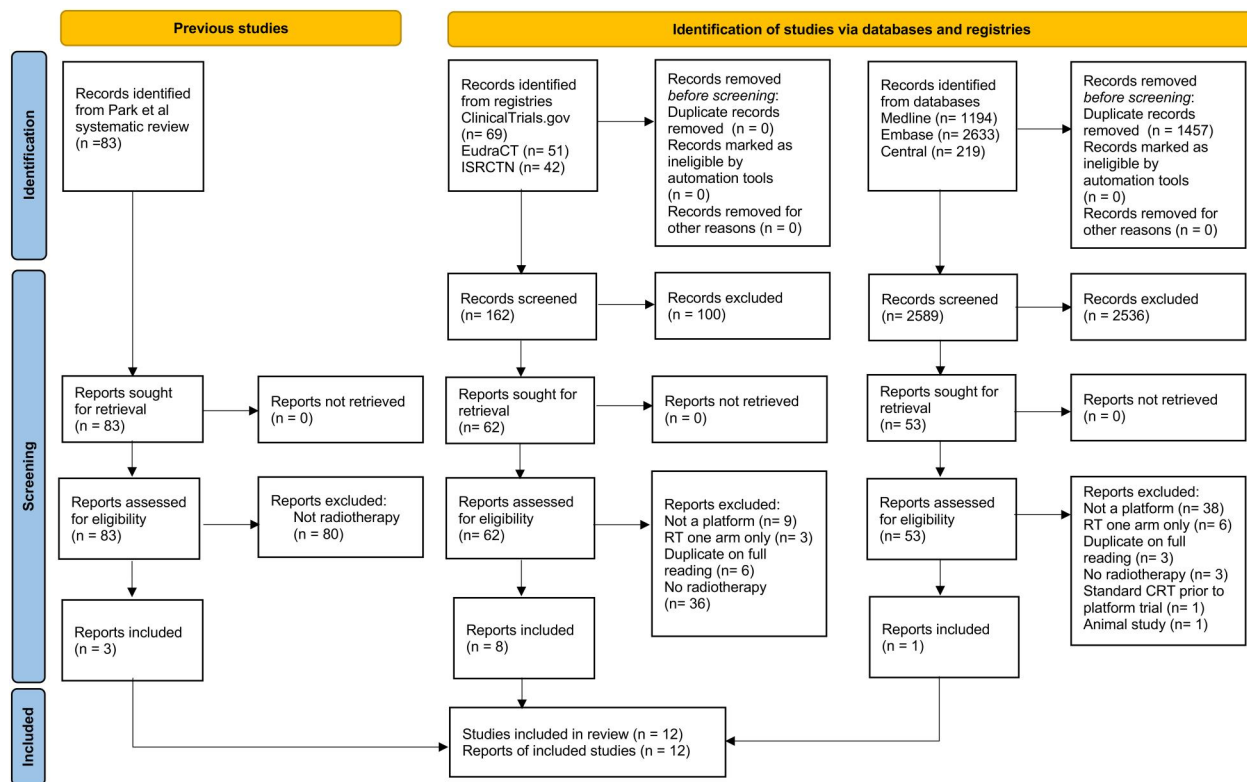 Previous studies
Identification of studies via databases and registries
Identification
Records identified
from Park et al
systematic review
(n =83)
Records identified
from registries
ClinicalTrials.gov
(n= 69)
EudraCT (n= 51)
ISRCTN (n= 42)
Records removed
before screening:
Duplicate records
removed (n = 0)
Records marked as
ineligible by
automation tools
(n = 0)
Records removed for
other reasons (n = 0)
Records identified
from databases
Medline (n= 1194)
Embase (n= 2633)
Central (n= 219)
Records removed
before screening:
Duplicate records
removed (n = 1457)
Records marked as
ineligible by
automation tools
(n = 0)
Records removed for
other reasons (n = 0)
Screening
Records screened
(n= 162)
Records excluded
(n = 100)
Records screened
(n= 2589)
Records excluded
(n = 2536)
Reports sought
for retrieval
(n = 83)
Reports not retrieved
(n = 0)
Reports sought for
retrieval
(n= 62)
Reports not retrieved
(n = 0)
Reports sought for
retrieval
(n = 53)
Reports not retrieved
(n = 0)
Reports assessed
for eligibility
(n = 83)
Reports excluded:
Not radiotherapy
(n = 80)
Reports assessed
for eligibility
(n= 62)
Reports excluded:
Not a platform (n= 9)
RT one arm only (n= 3)
Duplicate on full
reading (n= 6)
No radiotherapy
(n= 36)
Reports assessed
for eligibility
(n= 53)
Reports excluded:
Not a platform (n= 38)
RT one arm only (n= 6)
Duplicate on full
reading (n= 3)
No radiotherapy (n= 3)
Standard CRT prior to
platform trial (n= 1)
Animal study (n= 1)
Reports included
(n = 3)
Reports included
(n = 8)
Reports included
(n = 1)
Included
Studies included in review (n = 12)
Reports of included studies (n = 12)